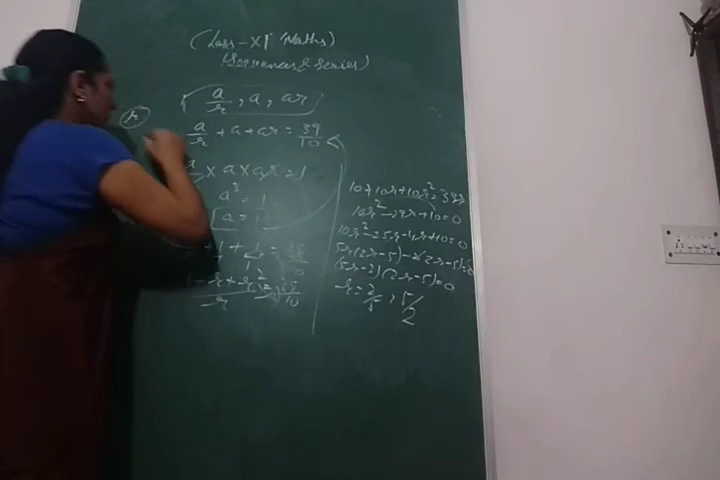 Class-XI Maths)
(Sequences & Series)
a/r, a, ar
r
a/r + a + ar = 39/10
× a × ar = 1
a³ = 1
a = 1
+ 1 +
1 + r + r² = 39/10
r
10 + 10r + 10r² = 39r
10r² - 29r + 10 = 0
10r² - 25r - 4r + 10 = 0
5r(2r-5) - 2(2r-5) = 0
(5r-2)(2r-5) = 0
r = 2/5, 5/2